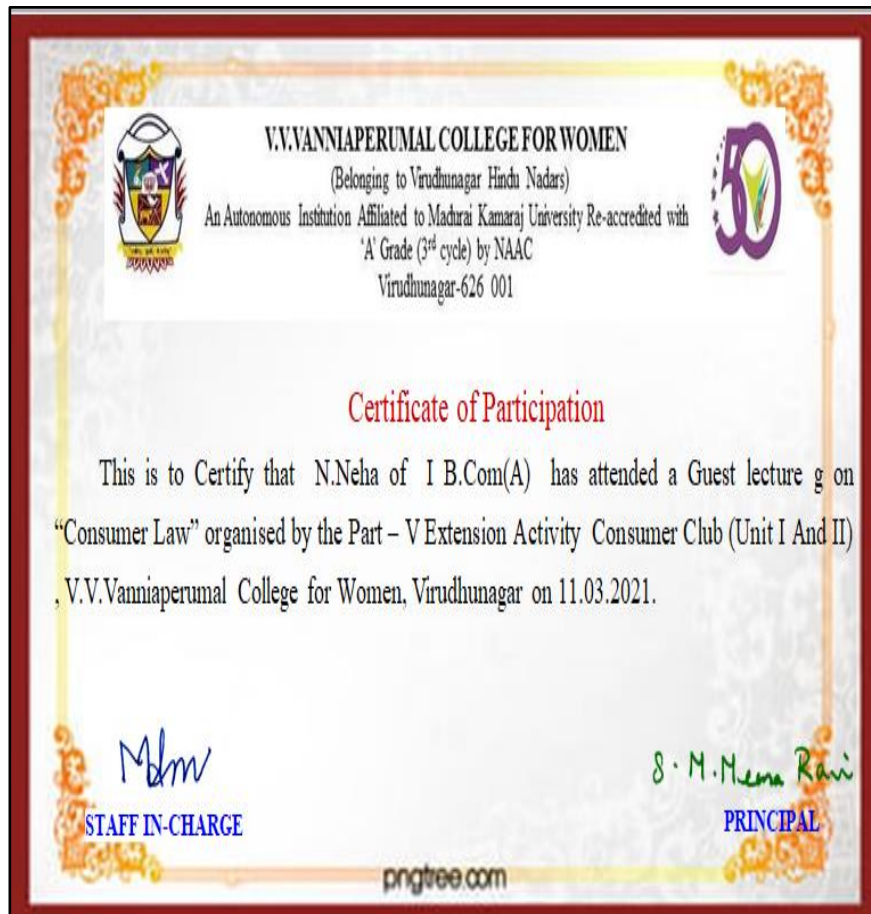 V.V.VANNIAPERUMAL COLLEGE FOR WOMEN
(Belonging to Virudhunagar Hindu Nadars)
An Autonomous Institution Affiliated to Madurai Kamaraj University Re-accredited with
'A' Grade (3rd cycle) by NAAC
Virudhunagar-626 001
50
Certificate of Participation
This is to Certify that N.Neha of I B.Com(A) has attended a Guest lecture g on
“Consumer Law” organised by the Part – V Extension Activity Consumer Club (Unit I And II)
, V.V.Vanniaperumal College for Women, Virudhunagar on 11.03.2021.
S. M. Meena Rani
STAFF IN-CHARGE
PRINCIPAL
pngtree.com